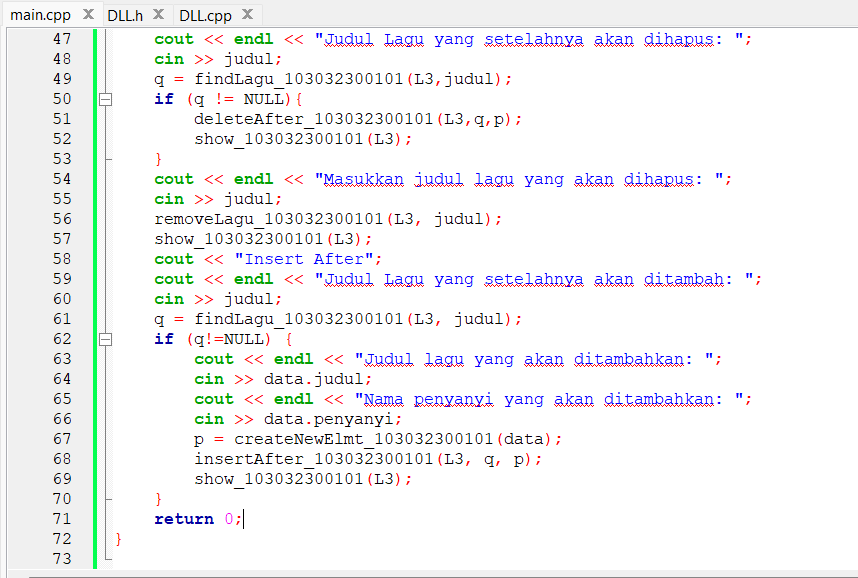 main.cpp X DLL.h X DLL.cpp X
47 cout << endl << "Judul Lagu yang setelahnya akan dihapus: ";
48 cin >> judul;
49 q = findLagu_103032300101(L3,judul);
50 if (q != NULL){
51 deleteAfter_103032300101(L3,q,p);
52 show_103032300101(L3);
53 }
54 cout << endl << "Masukkan judul lagu yang akan dihapus: ";
55 cin >> judul;
56 removeLagu_103032300101(L3, judul);
57 show_103032300101(L3);
58 cout << "Insert After";
59 cout << endl << "Judul Lagu yang setelahnya akan ditambah: ";
60 cin >> judul;
61 q = findLagu_103032300101(L3, judul);
62 if (q!=NULL) {
63 cout << endl << "Judul lagu yang akan ditambahkan: ";
64 cin >> data.judul;
65 cout << endl << "Nama penyanyi yang akan ditambahkan: ";
66 cin >> data.penyanyi;
67 p = createNewElmt_103032300101(data);
68 insertAfter_103032300101(L3, q, p);
69 show_103032300101(L3);
70 }
71 return 0;
72 }
73